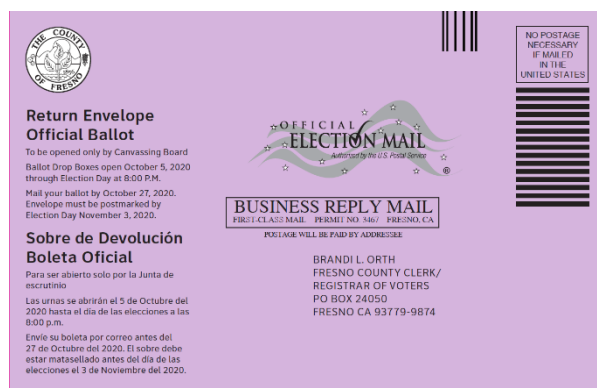 THE COUNTY
OF FRESNO
Return Envelope
Official Ballot
To be opened only by Canvassing Board
Ballot Drop Boxes open October 5, 2020
through Election Day at 8:00 P.M.
Mail your ballot by October 27, 2020.
Envelope must be postmarked by
Election Day November 3, 2020.
Sobre de Devolución
Boleta Oficial
Para ser abierto solo por la Junta de
escrutinio
Las urnas se abrirán el 5 de Octubre del
2020 hasta el día de las elecciones a las
8:00 p.m.
Envíe su boleta por correo antes del
27 de Octubre del 2020. El sobre debe
estar matasellado antes del día de las
elecciones el 3 de Noviembre del 2020.
OFFICIAL
ELECTION MAIL
Authorized by the U.S. Postal Service
®
BUSINESS REPLY MAIL
FIRST-CLASS MAIL PERMIT NO. 3467 FRESNO, CA
POSTAGE WILL BE PAID BY ADDRESSEE
BRANDI L. ORTH
FRESNO COUNTY CLERK/
REGISTRAR OF VOTERS
PO BOX 24050
FRESNO CA 93779-9874
NO POSTAGE
NECESSARY
IF MAILED
IN THE
UNITED STATES